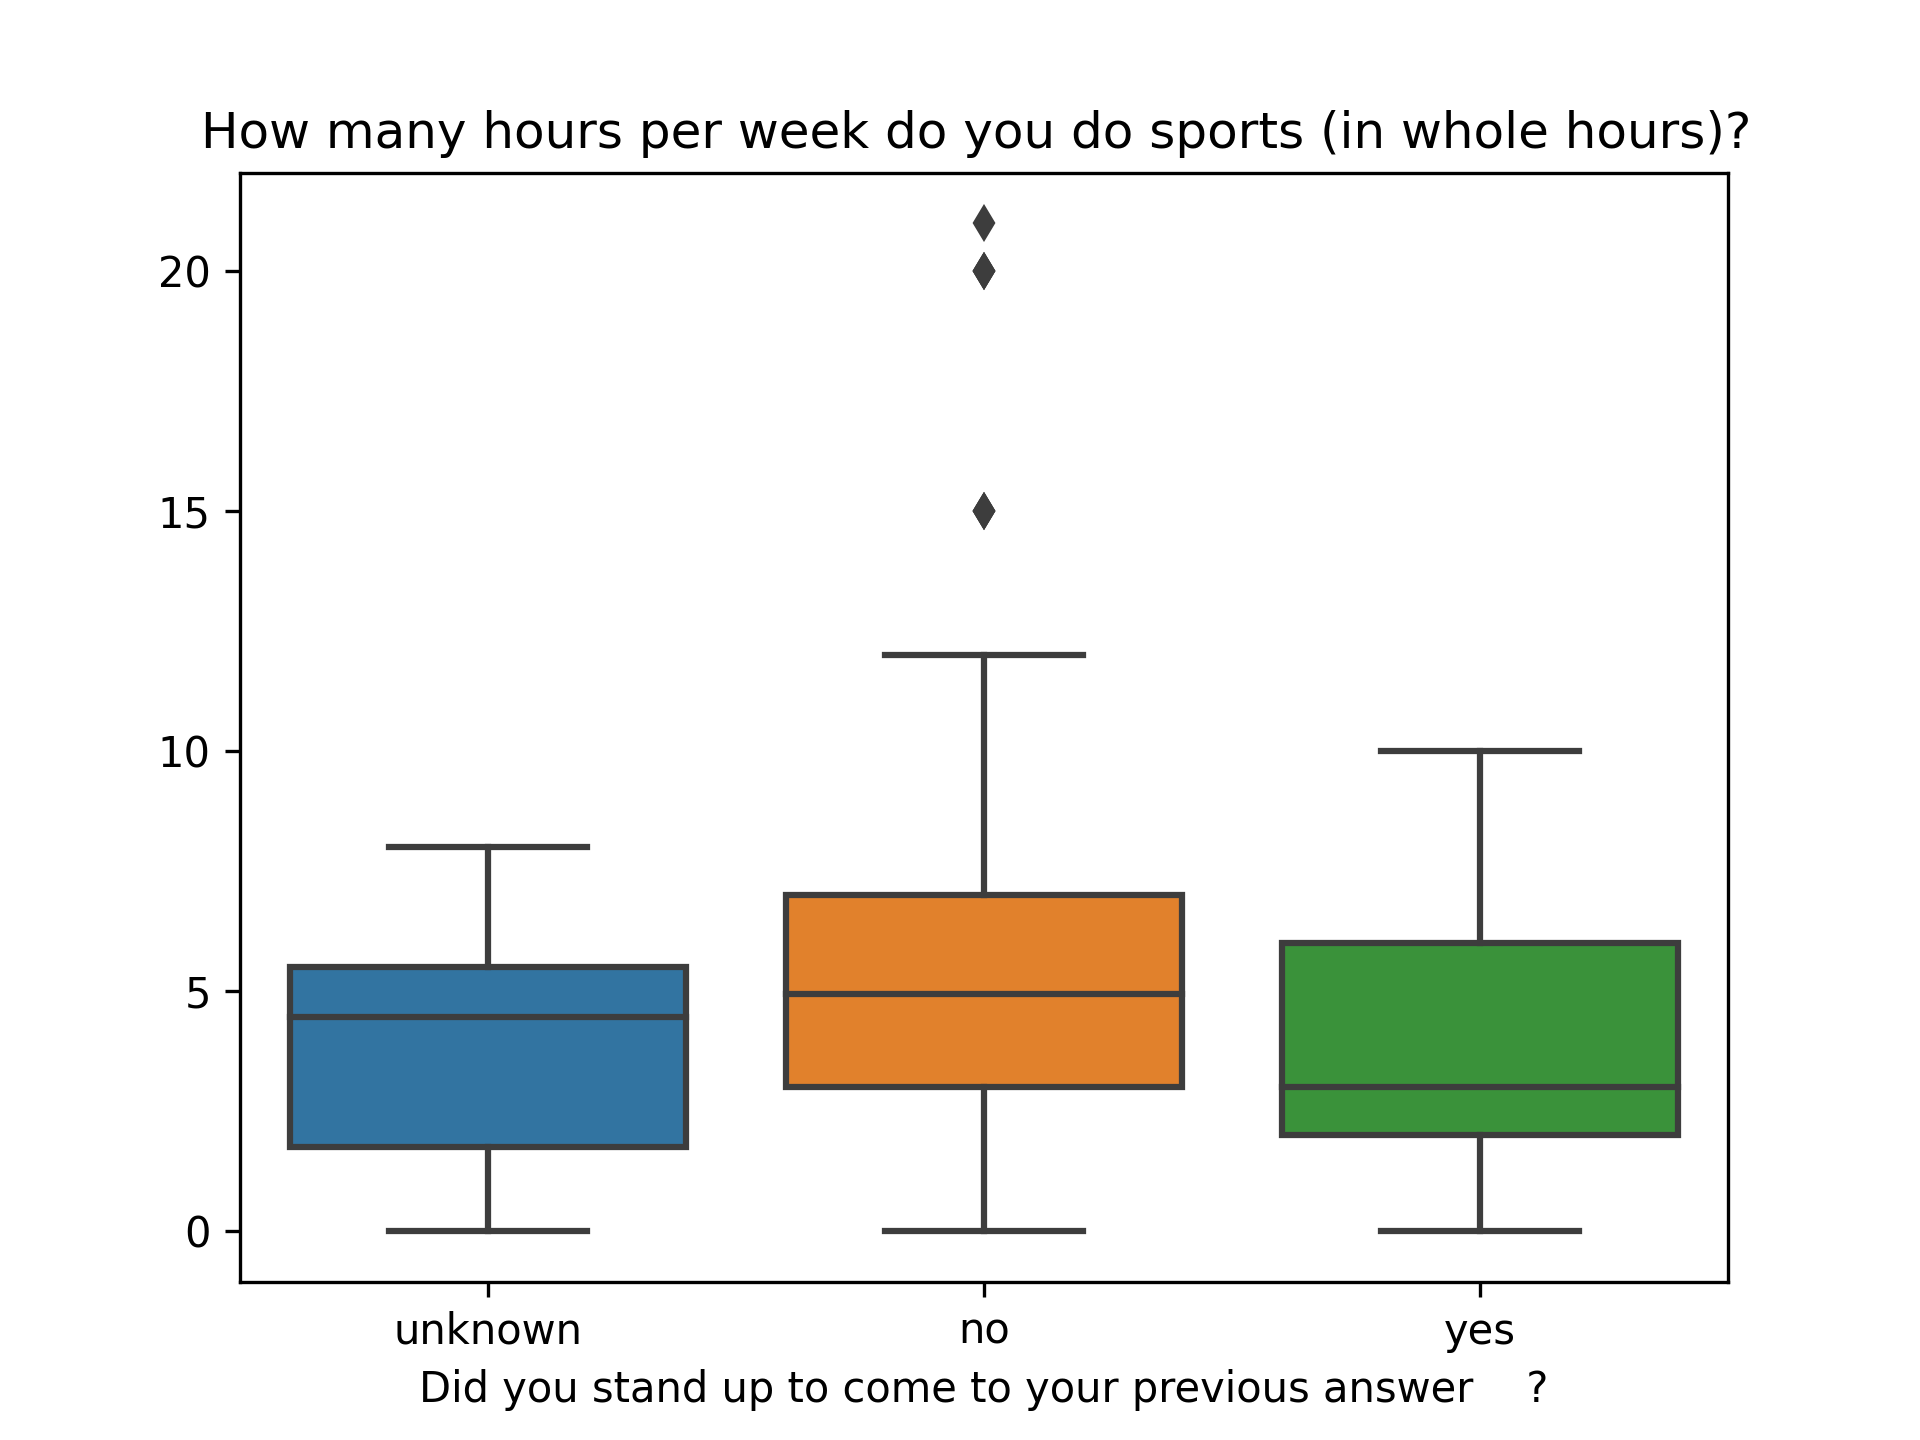 How many hours per week do you do sports (in whole hours)?
20
15
10
5
0
unknown no yes
Did you stand up to come to your previous answer ?